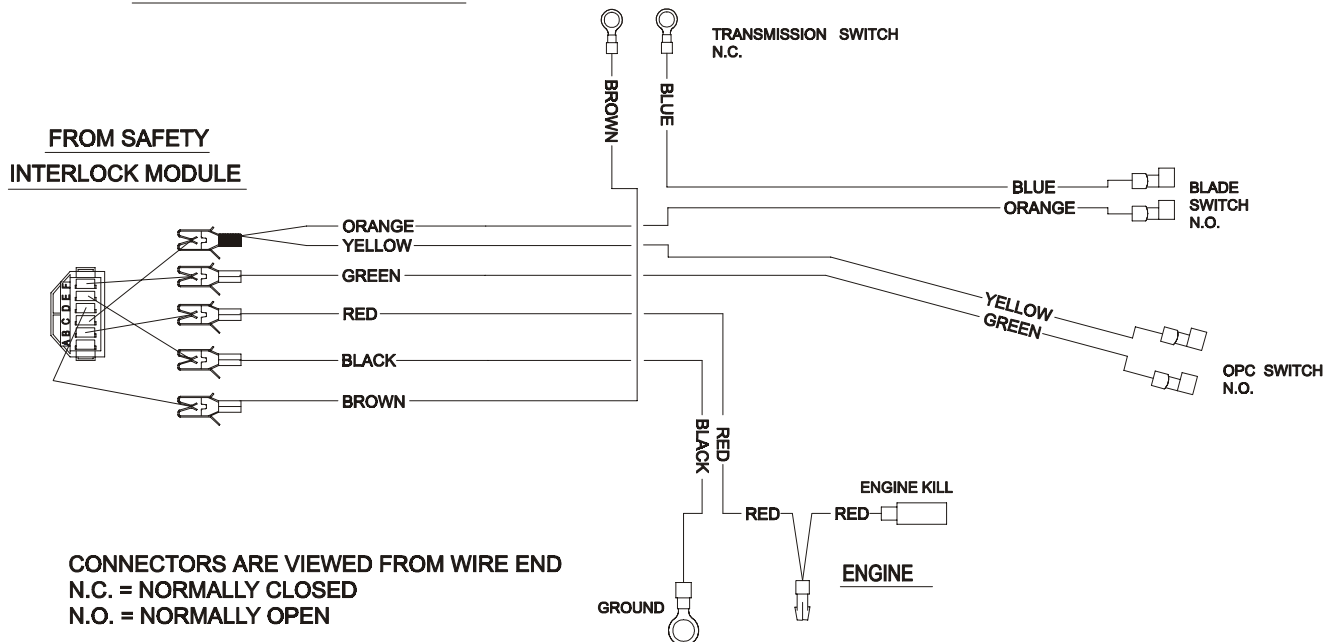 TRANSMISSION SWITCH
N.C.
BROWN
BLUE
FROM SAFETY
INTERLOCK MODULE
BLUE
ORANGE
BLADE
SWITCH
N.O.
ORANGE
YELLOW
GREEN
RED
BLACK
BROWN
A B C D E F
YELLOW
GREEN
OPC SWITCH
N.O.
BLACK
RED
ENGINE KILL
RED
RED
ENGINE
GROUND
CONNECTORS ARE VIEWED FROM WIRE END
N.C. = NORMALLY CLOSED
N.O. = NORMALLY OPEN